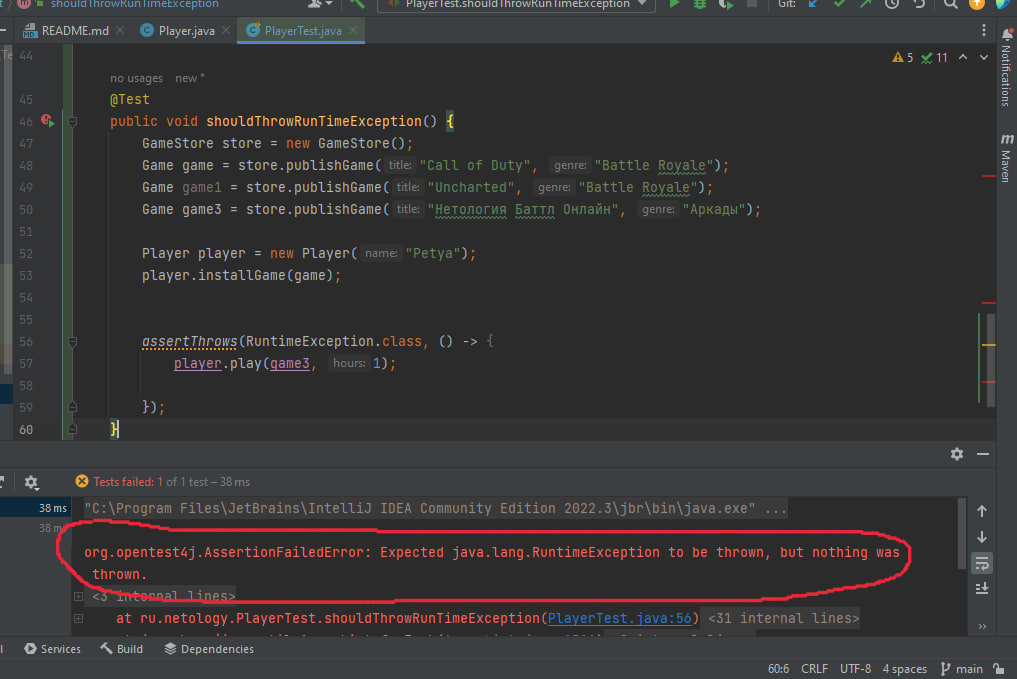 shouldThrowRunTimeException
PlayerTest.shouldThrowRunTimeException
Git:
README.md
Player.java
PlayerTest.java
44
5
11
no usages new *
45 @Test
46 public void shouldThrowRunTimeException() {
47 GameStore store = new GameStore();
48 Game game = store.publishGame( title: "Call of Duty", genre: "Battle Royale");
49 Game game1 = store.publishGame( title: "Uncharted", genre: "Battle Royale");
50 Game game3 = store.publishGame( title: "Нетология Баттл Онлайн", genre: "Аркады");
51
52 Player player = new Player( name: "Petya");
53 player.installGame(game);
54
55
56 assertThrows(RuntimeException.class, () -> {
57 player.play(game3, hours: 1);
58
59 });
60 }
Notifications
m
Maven
Tests failed: 1 of 1 test – 38 ms
38 ms
38 ms
"C:\Program Files\JetBrains\IntelliJ IDEA Community Edition 2022.3\jbr\bin\java.exe" ...
org.opentest4j.AssertionFailedError: Expected java.lang.RuntimeException to be thrown, but nothing was
thrown.
<3 internal lines>
at ru.netology.PlayerTest.shouldThrowRunTimeException(PlayerTest.java:56) <31 internal lines>
Services
Build
Dependencies
60:6 CRLF UTF-8 4 spaces main